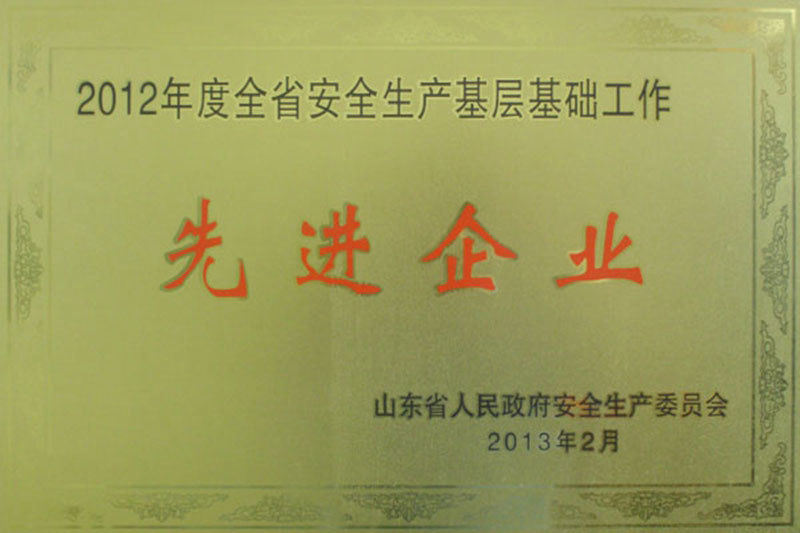 2012年度全省安全生产基层基础工作
先进企业
山东省人民政府安全生产委员会
2013年2月